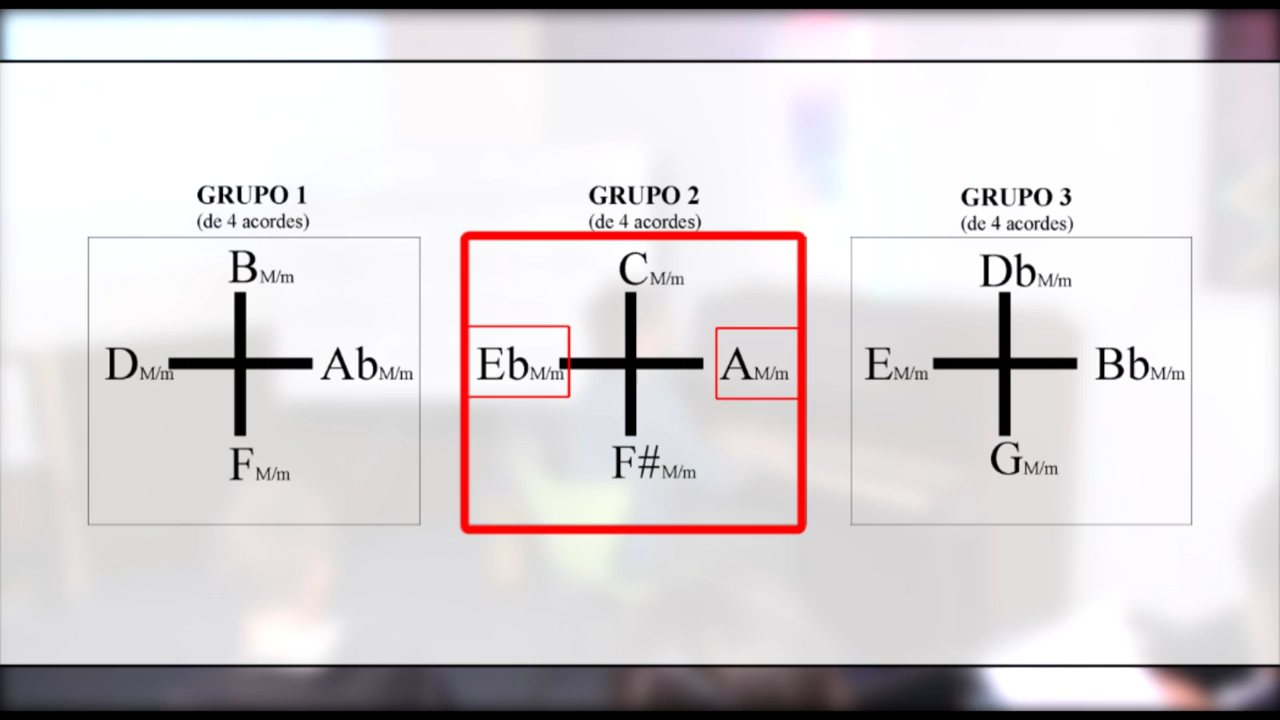 GRUPO 1
(de 4 acordes)
BM/m
DM/m AbM/m
FM/m
GRUPO 2
(de 4 acordes)
CM/m
EbM/m AM/m
F#M/m
GRUPO 3
(de 4 acordes)
DbM/m
EM/m BbM/m
GM/m